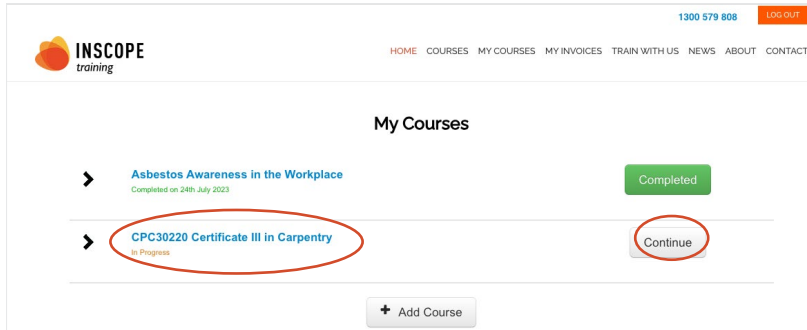 1300 579 808
LOG OUT
INSCOPE
training
HOME COURSES MY COURSES MY INVOICES TRAIN WITH US NEWS ABOUT CONTACT
My Courses
Asbestos Awareness in the Workplace
Completed on 24th July 2023
Completed
CPC30220 Certificate III in Carpentry
In Progress
Continue
+ Add Course